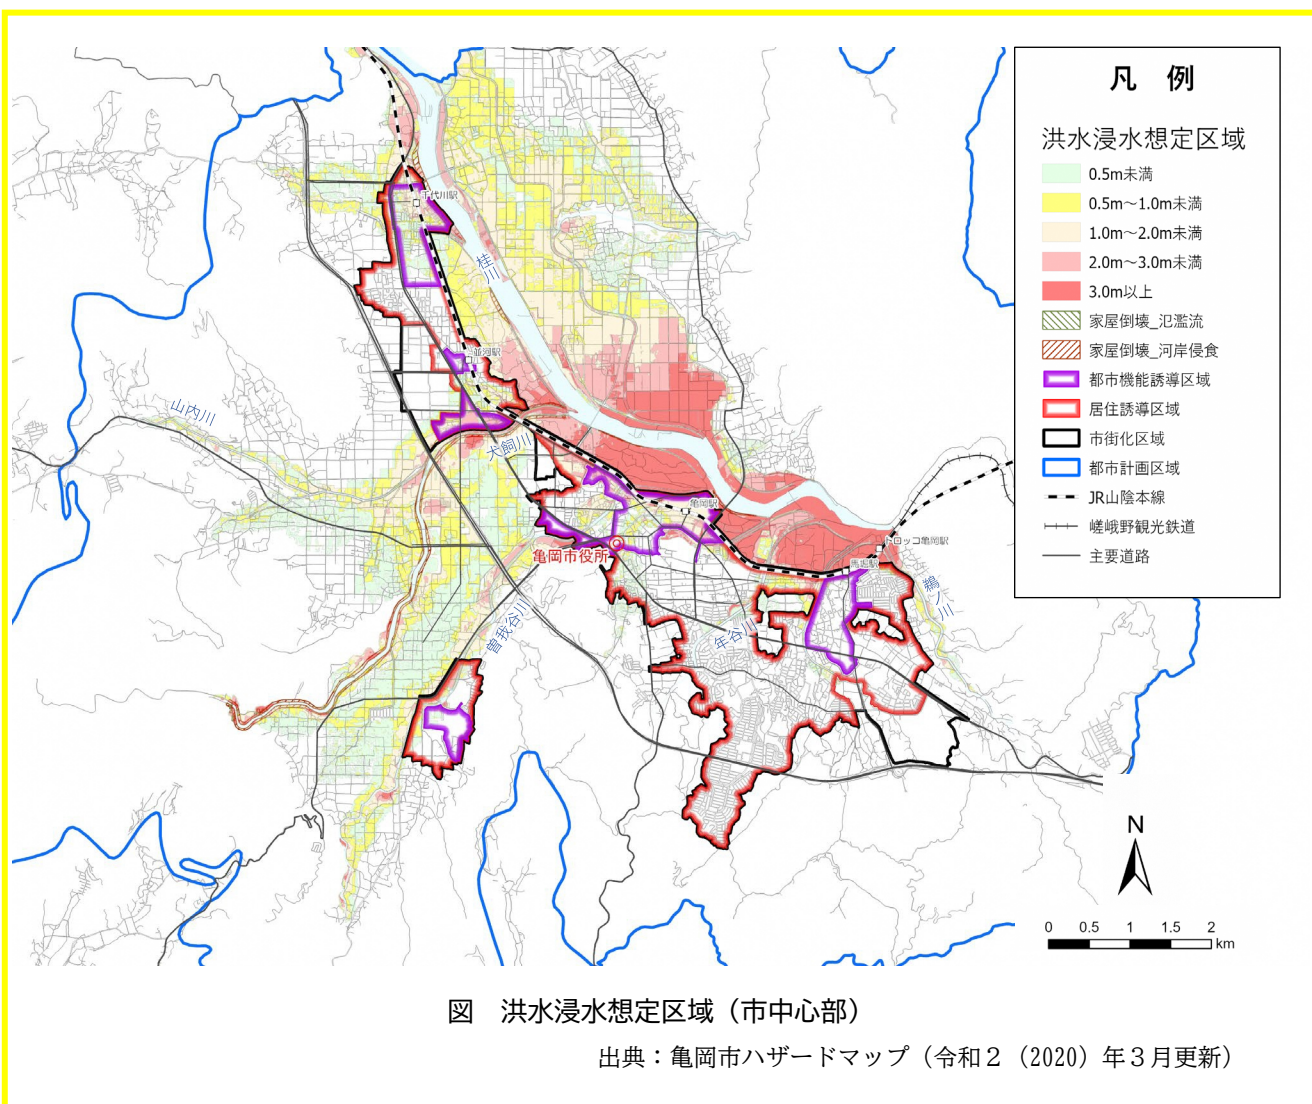 凡 例
洪水浸水想定区域
0.5m未満
0.5m～1.0m未満
1.0m～2.0m未満
2.0m～3.0m未満
3.0m以上
家屋倒壊_氾濫流
家屋倒壊_河岸侵食
都市機能誘導区域
居住誘導区域
市街化区域
都市計画区域
JR山陰本線
嵯峨野観光鉄道
主要道路
千代川駅
桂川
並河駅
山内川
犬飼川
亀岡駅
亀岡市役所
トロッコ亀岡駅
馬堀駅
鵜ノ川
年谷川
曽我谷川
N
0 0.5 1 1.5 2
km
図 洪水浸水想定区域（市中心部）
出典：亀岡市ハザードマップ（令和２（2020）年３月更新）